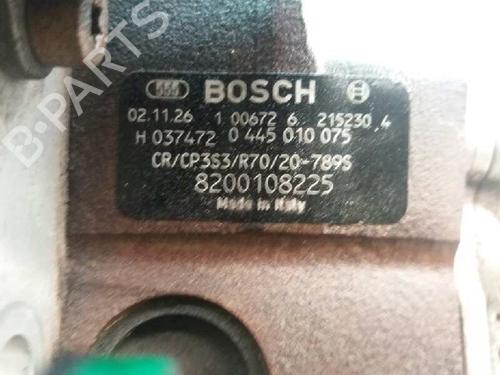 BOSCH
02.11.26 1 00672 6 215230 4
H 037472 0 445 010 075
CR/CP3S3/R70/20-789S
8200108225
Made in Italy
B-PARTS